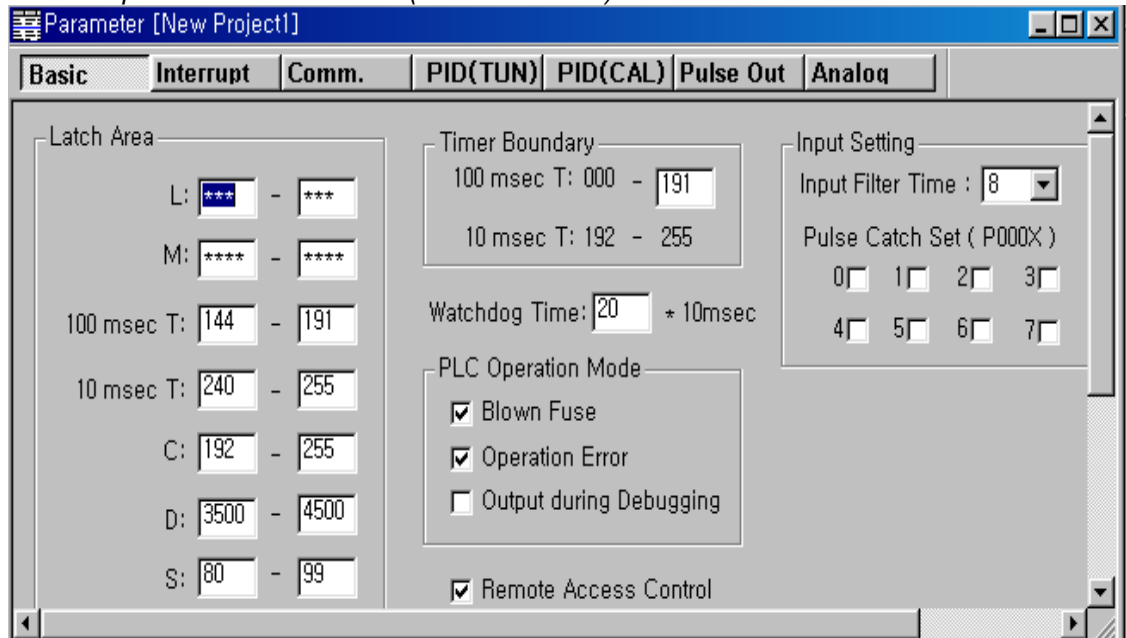 Parameter [New Project1]
Basic Interrupt Comm. PID(TUN) PID(CAL) Pulse Out Analog
Latch Area
L: *** - ***
M: **** - ****
100 msec T: 144 - 191
10 msec T: 240 - 255
C: 192 - 255
D: 3500 - 4500
S: 80 - 99
Timer Boundary
100 msec T: 000 - 191
10 msec T: 192 - 255
Watchdog Time: 20 * 10msec
PLC Operation Mode
Blown Fuse
Operation Error
Output during Debugging
Remote Access Control
Input Setting
Input Filter Time : 8
Pulse Catch Set ( P000X )
0 1 2 3
4 5 6 7